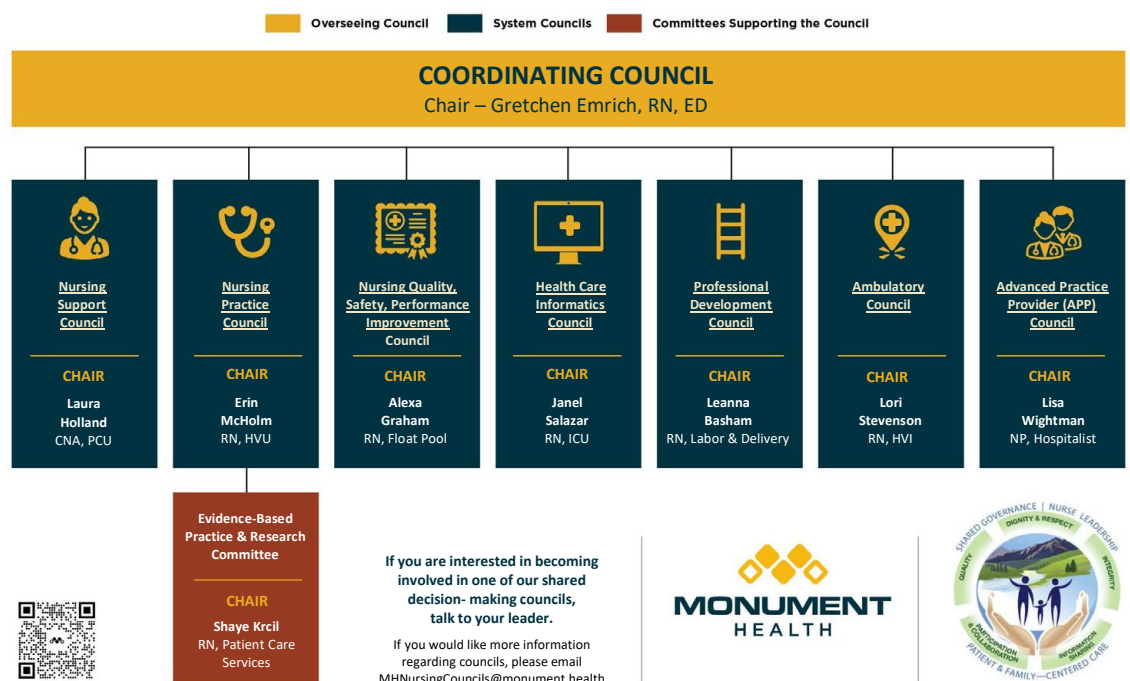 Overseeing Council
System Councils
Committees Supporting the Council
COORDINATING COUNCIL
Chair – Gretchen Emrich, RN, ED
Nursing
Support
Council
CHAIR
Laura
Holland
CNA, PCU
Nursing
Practice
Council
CHAIR
Erin
McHolm
RN, HVU
Nursing Quality,
Safety, Performance
Improvement
Council
CHAIR
Alexa
Graham
RN, Float Pool
Health Care
Informatics
Council
CHAIR
Janel
Salazar
RN, ICU
Professional
Development
Council
CHAIR
Leanna
Basham
RN, Labor & Delivery
Ambulatory
Council
CHAIR
Lori
Stevenson
RN, HVI
Advanced Practice
Provider (APP)
Council
CHAIR
Lisa
Wightman
NP, Hospitalist
Evidence-Based
Practice & Research
Committee
CHAIR
Shaye Krcil
RN, Patient Care
Services
If you are interested in becoming
involved in one of our shared
decision- making councils,
talk to your leader.
If you would like more information
regarding councils, please email
MHNursingCouncils@monument.health
MONUMENT
HEALTH
SHARED GOVERNANCE | NURSE LEADERSHIP
DIGNITY & RESPECT
QUALITY
INTEGRITY
PARTICIPATION
& COLLABORATION
INFORMATION
SHARING
PATIENT & FAMILY—CENTERED CARE